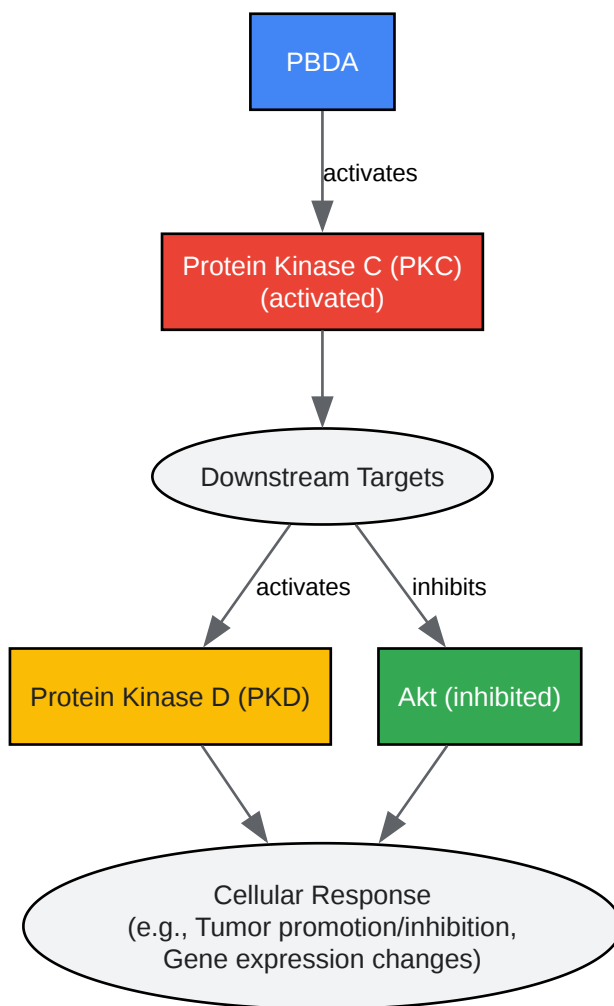 PBDA
activates
Protein Kinase C (PKC)
(activated)
Downstream Targets
activates
inhibits
Protein Kinase D (PKD)
Akt (inhibited)
Cellular Response
(e.g., Tumor promotion/inhibition,
Gene expression changes)